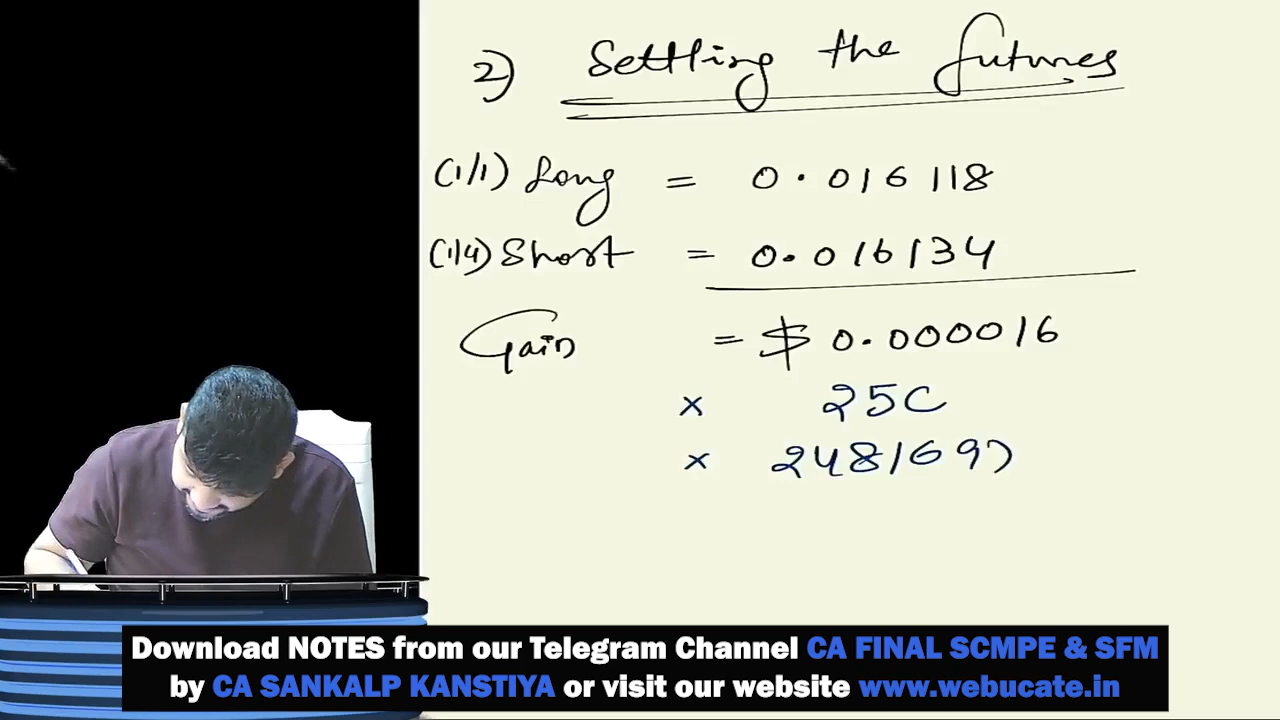 2) Settling the futures
(1/1) Long = 0.016118
(1/4) Short = 0.016134
Gain = $ 0.000016
× 25C
× 2481697
Download NOTES from our Telegram Channel CA FINAL SCMPE & SFM
by CA SANKALP KANSTIYA or visit our website www.webucate.in